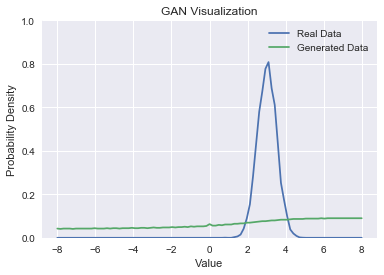 GAN Visualization
Real Data
Generated Data
1.0
0.8
0.6
0.4
0.2
0.0
Probability Density
−8 −6 −4 −2 0 2 4 6 8
Value